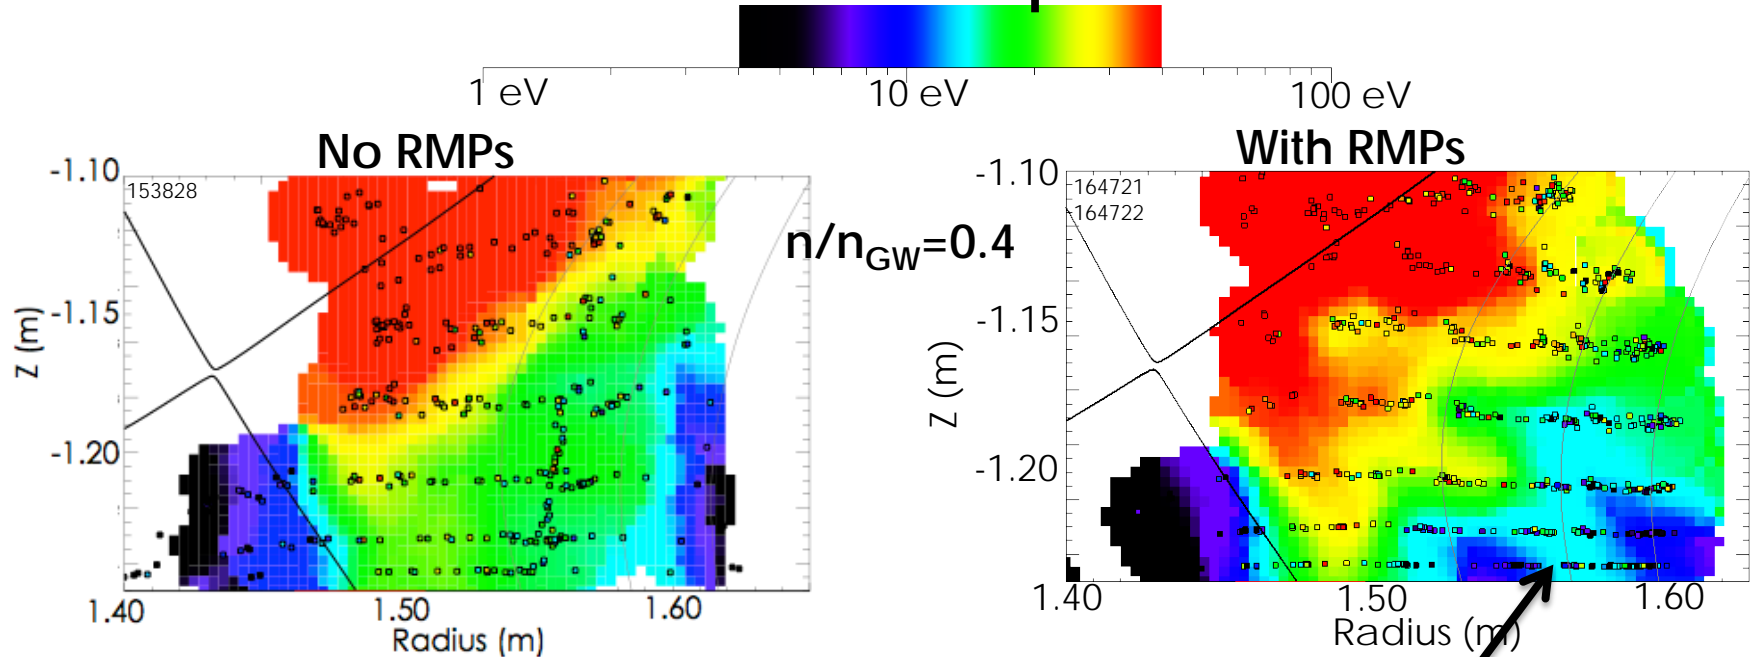 1 eV 10 eV 100 eV
No RMPs
With RMPs
n/nGW=0.4
153828
-1.10
-1.15
-1.20
1.40 1.50 1.60
Z (m)
Radius (m)
164721
164722
-1.10
-1.15
-1.20
1.40 1.50 1.60
Z (m)
Radius (m)